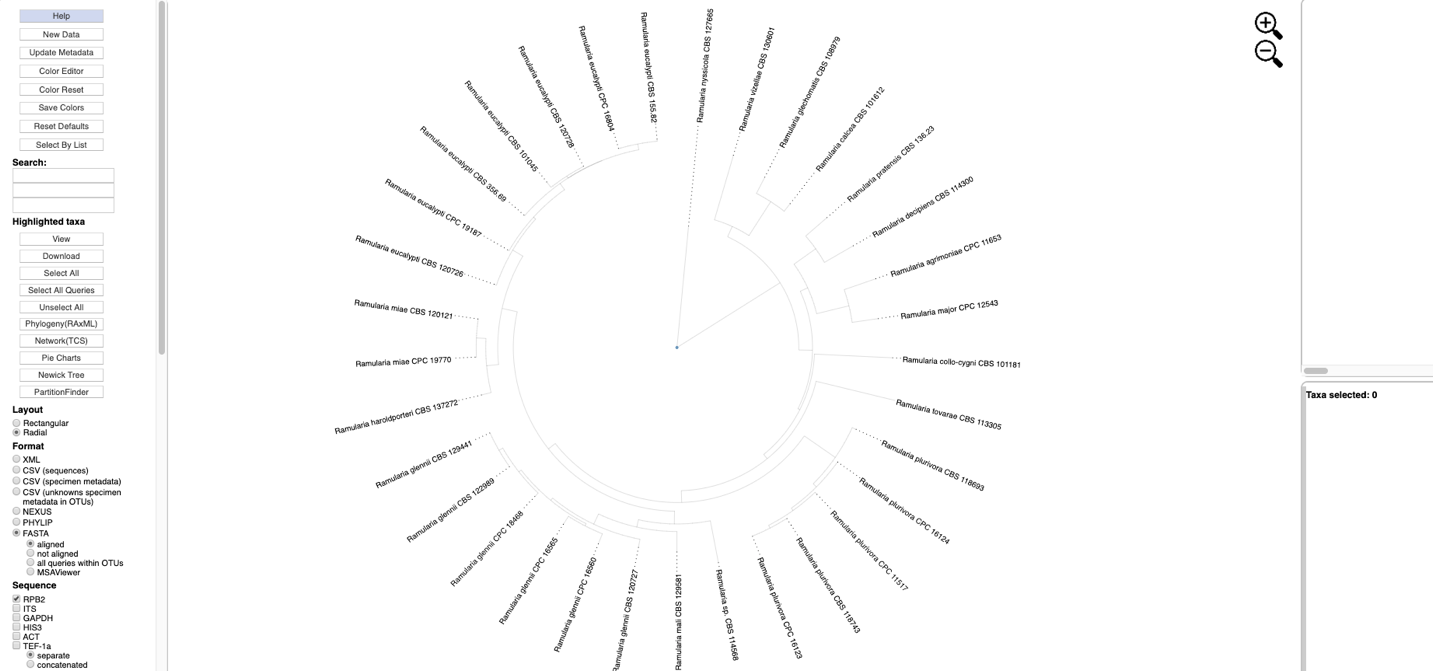 Help
New Data
Update Metadata
Color Editor
Color Reset
Save Colors
Reset Defaults
Select By List
Search:
Highlighted taxa
View
Download
Select All
Select All Queries
Unselect All
Phylogeny(RAxML)
Network(TCS)
Pie Charts
Newick Tree
PartitionFinder
Layout
Rectangular
Radial
Format
XML
CSV (sequences)
CSV (specimen metadata)
CSV (unknowns specimen
metadata in OTUs)
NEXUS
PHYLIP
FASTA
aligned
not aligned
all queries within OTUs
MSAViewer
Sequence
RPB2
ITS
GAPDH
HIS3
ACT
TEF-1a
separate
concatenated
Ramularia nyssicola CBS 127665
Ramularia vizellae CBS 130601
Ramularia glechomatis CBS 108979
Ramularia calcea CBS 101612
Ramularia pratensis CBS 136.23
Ramularia decipiens CBS 114300
Ramularia agrimoniae CPC 11653
Ramularia major CPC 12543
Ramularia collo-cygni CBS 101181
Ramularia tovarae CBS 113305
Ramularia plurivora CBS 118693
Ramularia plurivora CPC 16124
Ramularia plurivora CPC 11517
Ramularia plurivora CBS 118743
Ramularia plurivora CPC 16123
Ramularia sp. CBS 114568
Ramularia mali CBS 129581
Ramularia glennii CBS 120727
Ramularia glennii CPC 16560
Ramularia glennii CPC 16565
Ramularia glennii CPC 18468
Ramularia glennii CBS 122989
Ramularia glennii CBS 129441
Ramularia haroldporteri CBS 137272
Ramularia miae CPC 19770
Ramularia miae CBS 120121
Ramularia eucalypti CBS 120726
Ramularia eucalypti CPC 19187
Ramularia eucalypti CBS 356.69
Ramularia eucalypti CBS 101045
Ramularia eucalypti CBS 120728
Ramularia eucalypti CPC 16804
Ramularia eucalypti CBS 155.82
Taxa selected: 0